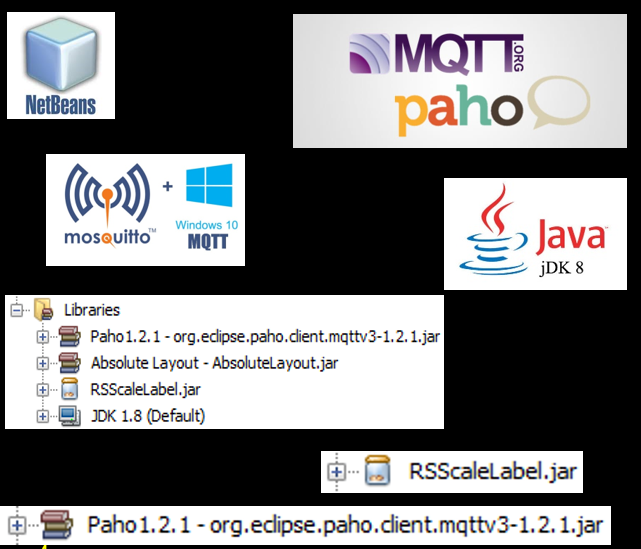 NetBeans
MQTT.ORG
paho
mosquitto™ + Windows 10
MQTT
Java™
jDK 8
Libraries
Paho1.2.1 - org.eclipse.paho.client.mqttv3-1.2.1.jar
Absolute Layout - AbsoluteLayout.jar
RSScaleLabel.jar
JDK 1.8 (Default)
RSScaleLabel.jar
Paho1.2.1 - org.eclipse.paho.client.mqttv3-1.2.1.jar